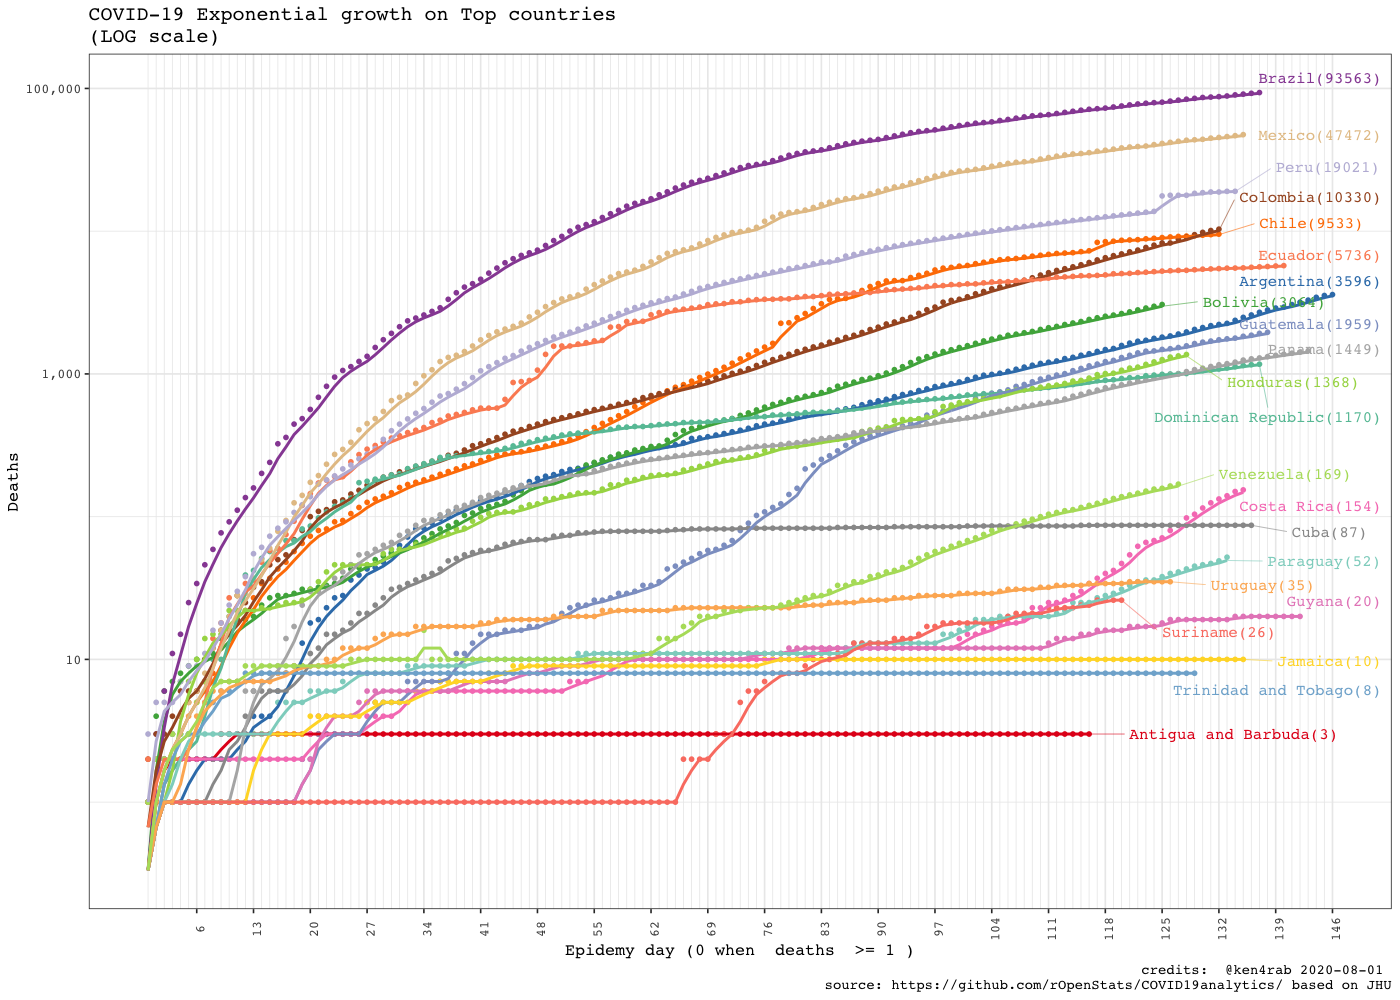 COVID-19 Exponential growth on Top countries
(LOG scale)
100,000
1,000
10
Deaths
Brazil(93563)
Mexico(47472)
Peru(19021)
Colombia(10330)
Chile(9533)
Ecuador(5736)
Argentina(3596)
Bolivia(3064)
Guatemala(1959)
Panama(1449)
Honduras(1368)
Dominican Republic(1170)
Venezuela(169)
Costa Rica(154)
Cuba(87)
Paraguay(52)
Uruguay(35)
Guyana(20)
Suriname(26)
Jamaica(10)
Trinidad and Tobago(8)
Antigua and Barbuda(3)
6 13 20 27 34 41 48 55 62 69 76 83 90 97 104 111 118 125 132 139 146
Epidemy day (0 when  deaths  >= 1 )
credits:  @ken4rab 2020-08-01
source: https://github.com/rOpenStats/COVID19analytics/ based on JHU